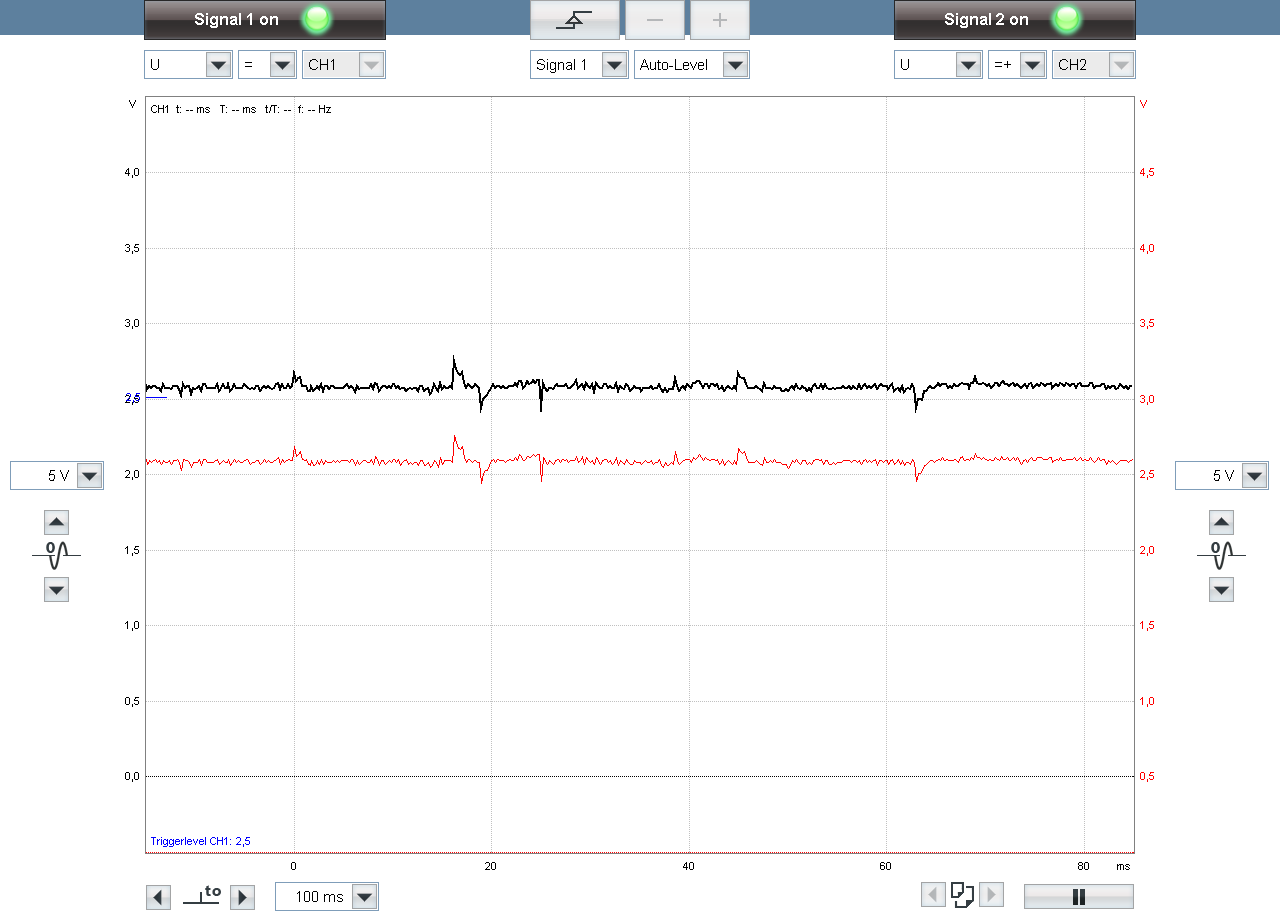 Signal 1 on
Signal 2 on
U = CH1 Signal 1 Auto-Level U =+ CH2
V CH1 t: -- ms T: -- ms t/T: -- f: -- Hz V
4,0 4,5
3,5 4,0
3,0 3,5
2,5 3,0
5 V 2,0 2,5 5 V
0 0
1,5 2,0
1,0 1,5
0,5 1,0
0,0 0,5
Triggerlevel CH1: 2,5
0 20 40 60 80 ms
to 100 ms